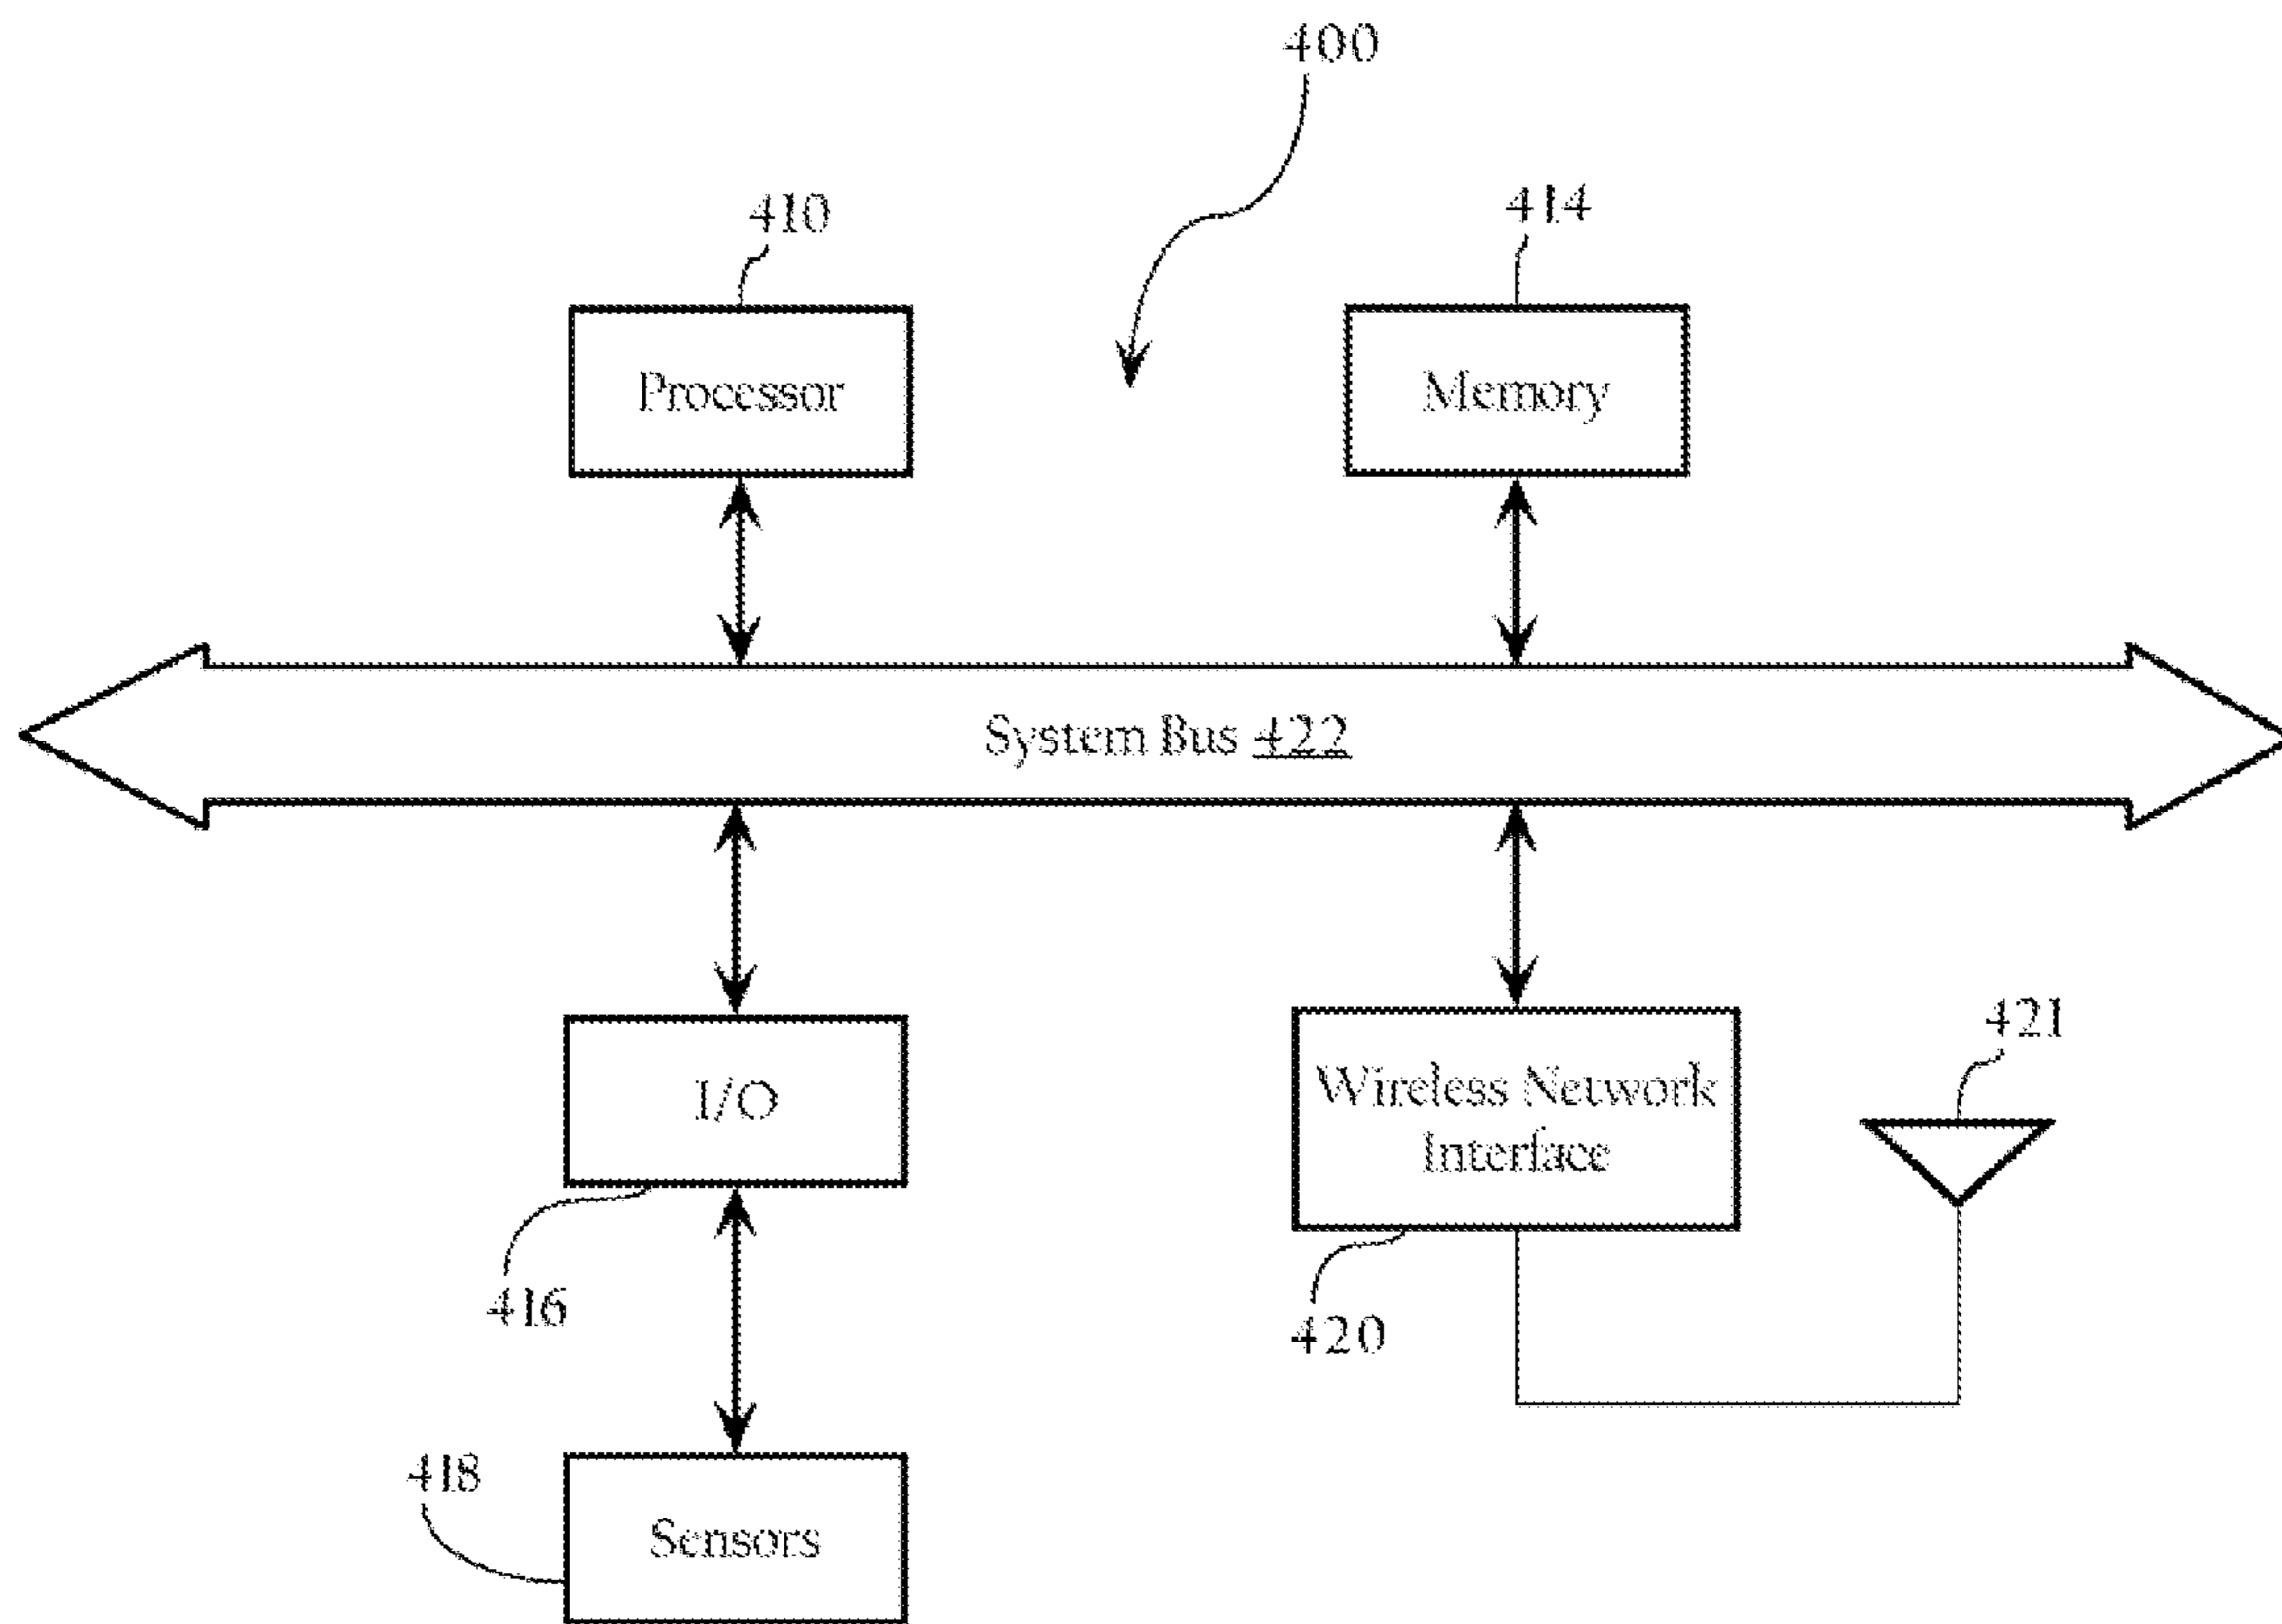 400
410
414
Processor
Memory
System Bus 422
I/O
Wireless Network
Interface
421
416
420
418
Sensors